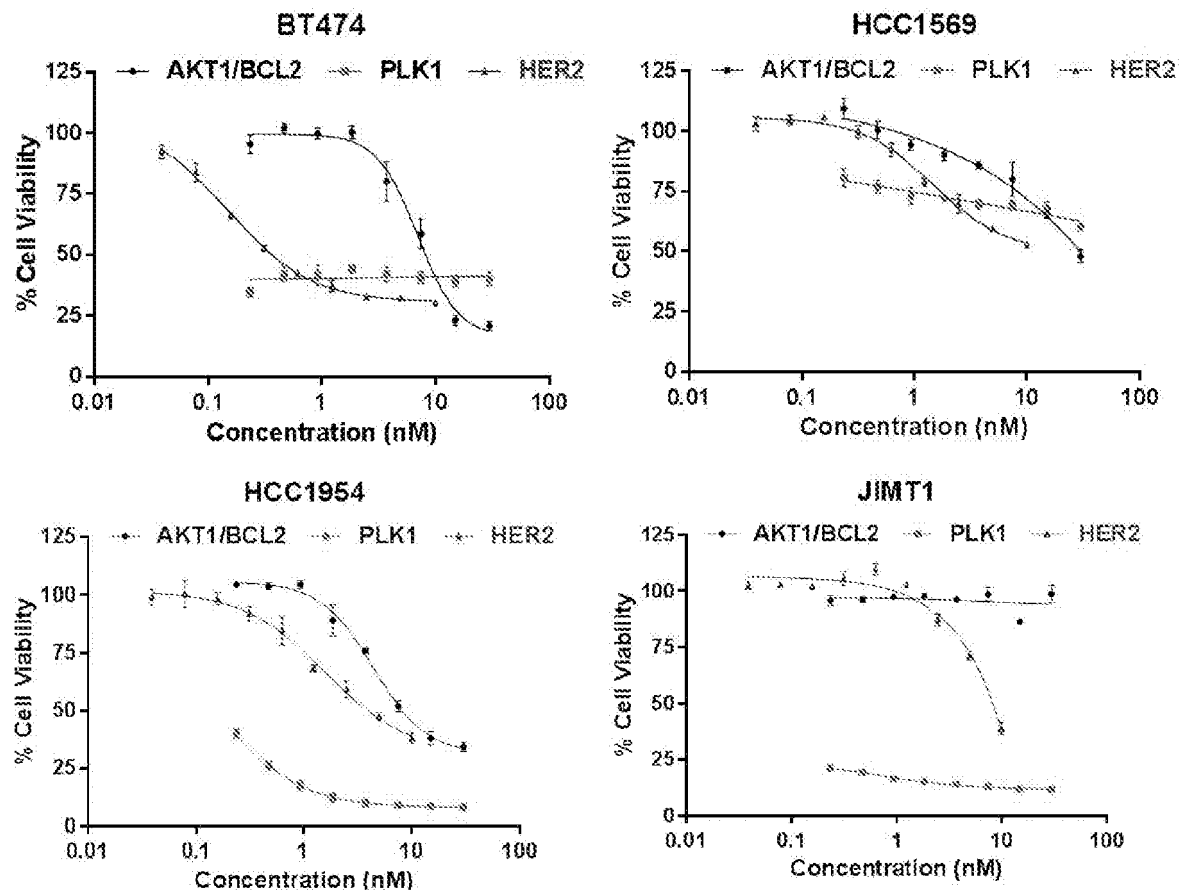 BT474
AKT1/BCL2 PLK1 HER2
125
100
75
50
25
0
% Cell Viability
0.01 0.1 1 10 100
Concentration (nM)
HCC1569
AKT1/BCL2 PLK1 HER2
125
100
75
50
25
0
% Cell Viability
0.01 0.1 1 10 100
Concentration (nM)
HCC1954
AKT1/BCL2 PLK1 HER2
125
100
75
50
25
0
% Cell Viability
0.01 0.1 1 10 100
Concentration (nM)
JIMT1
AKT1/BCL2 PLK1 HER2
125
100
75
50
25
0
% Cell Viability
0.01 0.1 1 10 100
Concentration (nM)